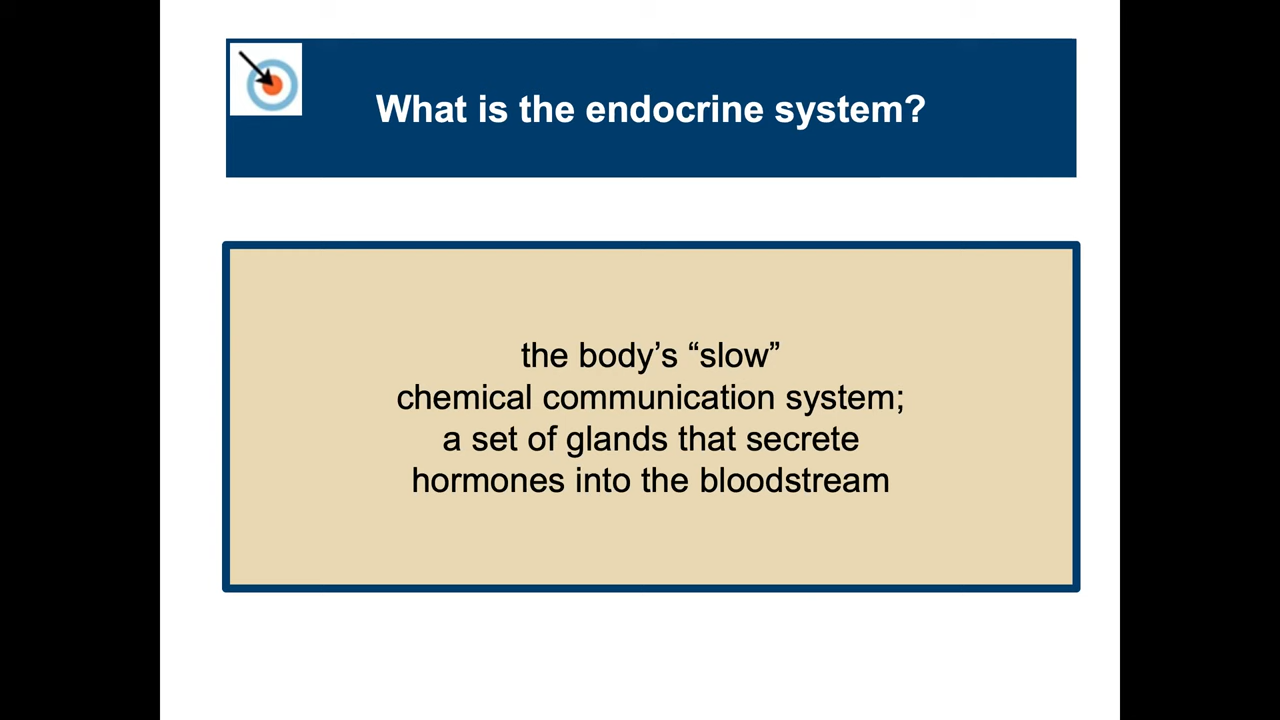 What is the endocrine system?
the body’s “slow”
chemical communication system;
a set of glands that secrete
hormones into the bloodstream